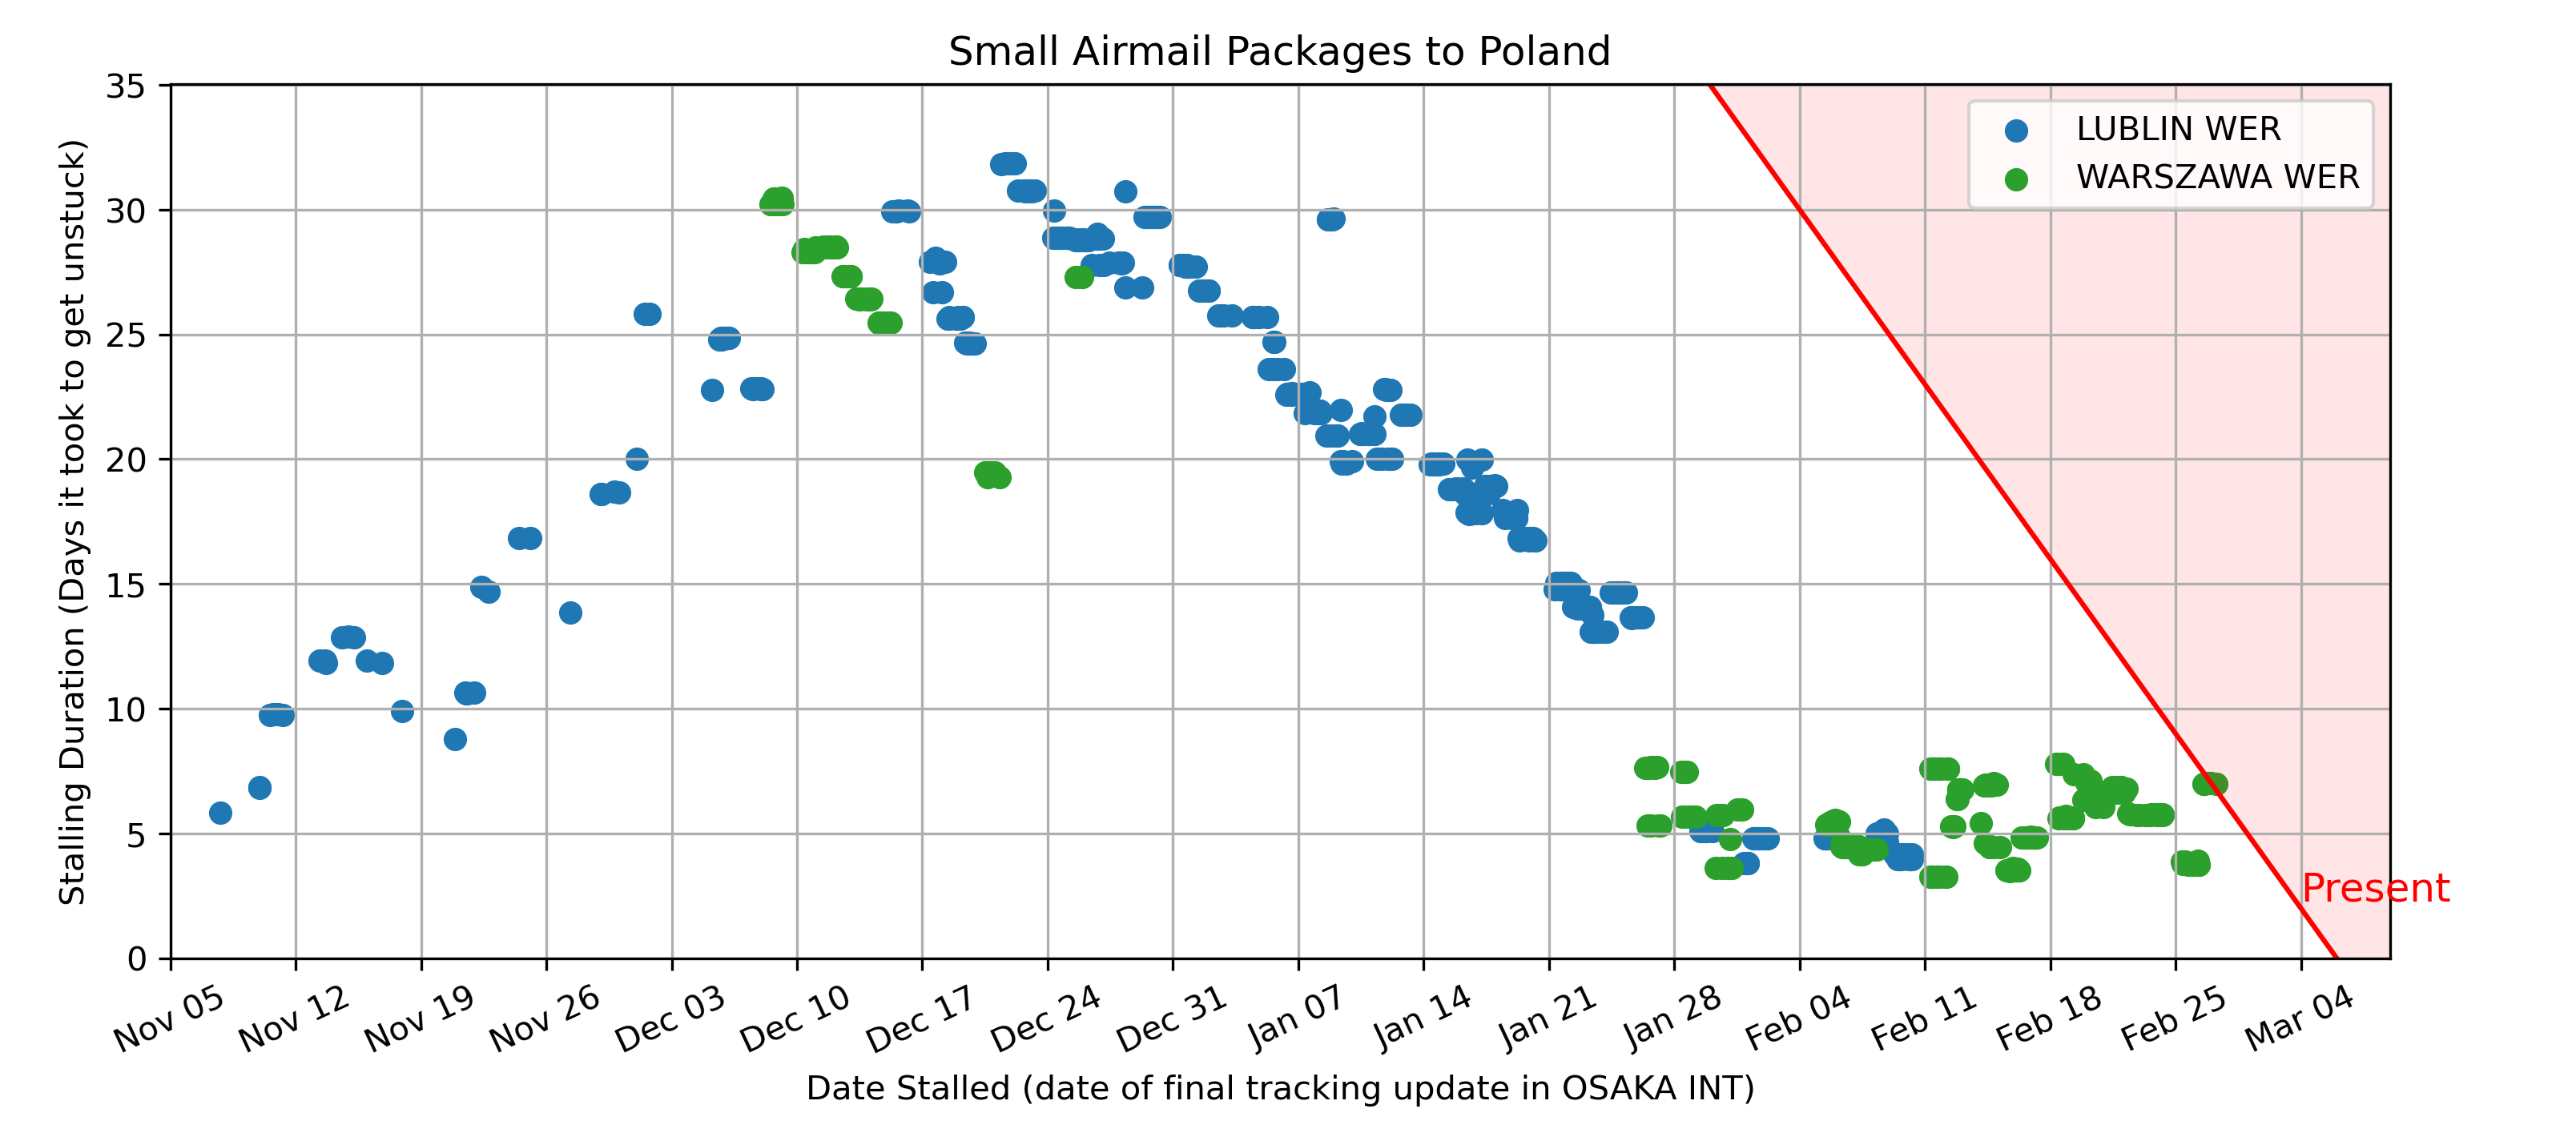 Small Airmail Packages to Poland
Stalling Duration (Days it took to get unstuck)
35
30
25
20
15
10
5
0
LUBLIN WER
WARSZAWA WER
Present
Nov 05
Nov 12
Nov 19
Nov 26
Dec 03
Dec 10
Dec 17
Dec 24
Dec 31
Jan 07
Jan 14
Jan 21
Jan 28
Feb 04
Feb 11
Feb 18
Feb 25
Mar 04
Date Stalled (date of final tracking update in OSAKA INT)